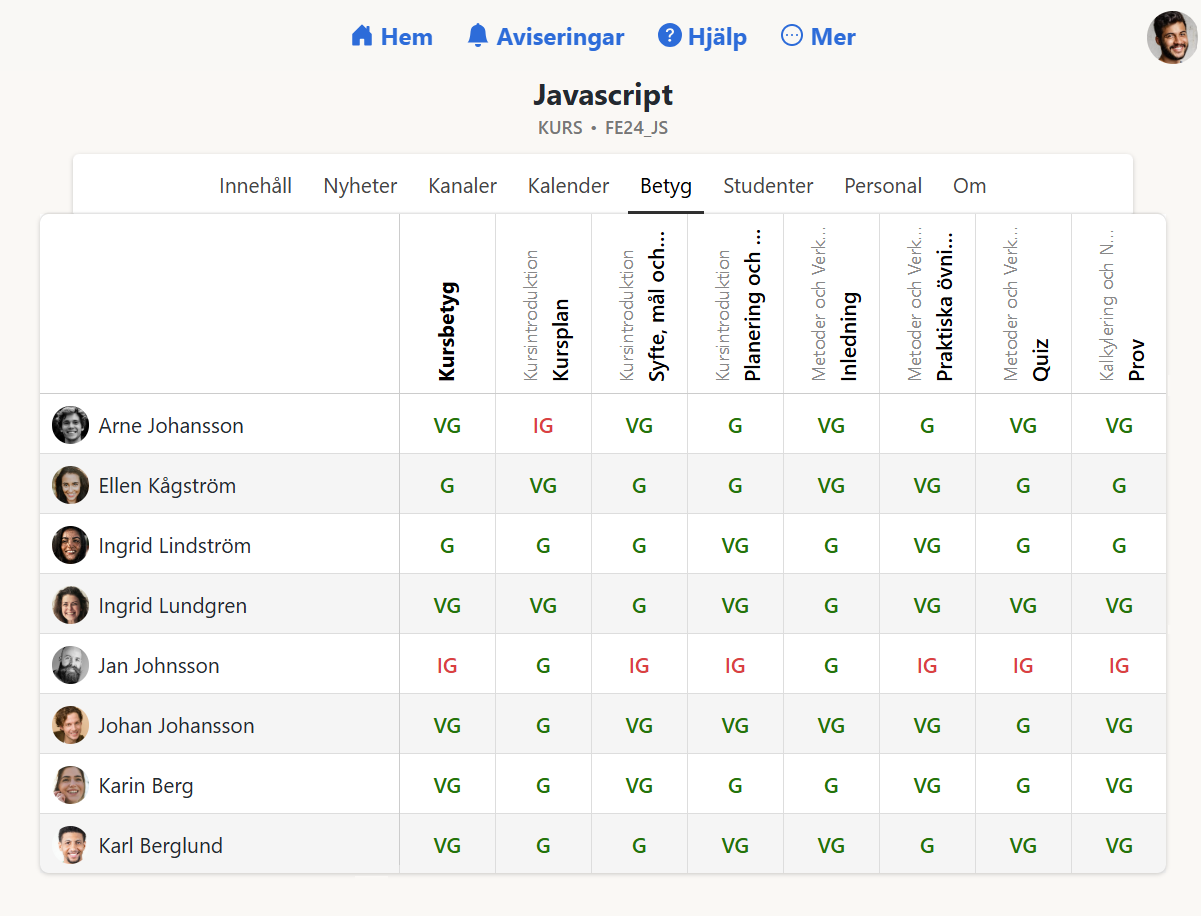 Hem Aviseringar Hjälp Mer
Javascript
KURS • FE24_JS
Innehåll Nyheter Kanaler Kalender Betyg Studenter Personal Om
Kursbetyg
Kursintroduktion
Kursplan
Kursintroduktion
Syfte, mål och...
Kursintroduktion
Planering och ...
Metoder och Verk...
Inledning
Metoder och Verk...
Praktiska övni...
Metoder och Verk...
Quiz
Kalkylering och N...
Prov
Arne Johansson VG IG VG G VG G VG VG
Ellen Kågström G VG G G VG VG G G
Ingrid Lindström G G G VG G VG G G
Ingrid Lundgren VG VG G VG G VG VG VG
Jan Johnsson IG G IG IG G IG IG IG
Johan Johansson VG G VG VG VG VG G VG
Karin Berg VG G VG G G VG G VG
Karl Berglund VG G G VG VG G VG VG